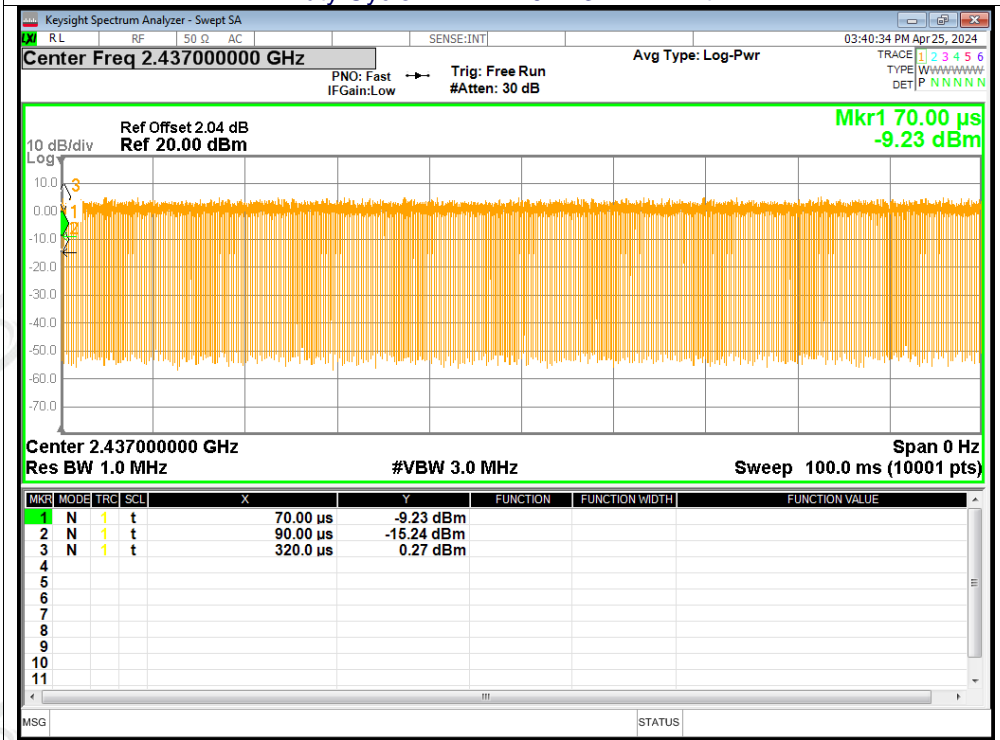 Keysight Spectrum Analyzer - Swept SA
LXI RL RF 50 Ω AC SENSE:INT 03:40:34 PM Apr 25, 2024
Center Freq 2.437000000 GHz Avg Type: Log-Pwr TRACE 1 2 3 4 5 6
PNO: Fast Trig: Free Run TYPE WWWWWWW
IFGain:Low #Atten: 30 dB DET P N N N N N
Mkr1 70.00 µs
-9.23 dBm
Ref Offset 2.04 dB
10 dB/div Ref 20.00 dBm
Log
10.0
0.00
-10.0
-20.0
-30.0
-40.0
-50.0
-60.0
-70.0
3
1
2
Center 2.437000000 GHz Span 0 Hz
Res BW 1.0 MHz #VBW 3.0 MHz Sweep 100.0 ms (10001 pts)
MKR MODE TRC SCL X Y FUNCTION FUNCTION WIDTH FUNCTION VALUE
1 N 1 t 70.00 µs -9.23 dBm
2 N 1 t 90.00 µs -15.24 dBm
3 N 1 t 320.0 µs 0.27 dBm
4
5
6
7
8
9
10
11
MSG STATUS